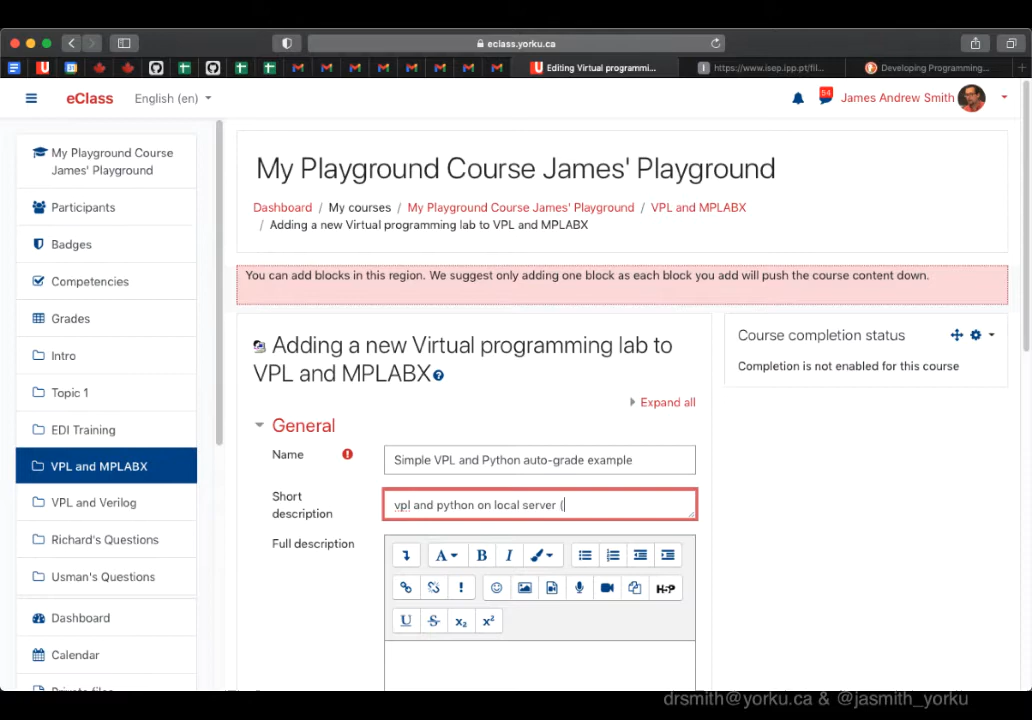 eclass.yorku.ca
Editing Virtual programmi...
https://www.isep.ipp.pt/fil...
Developing Programming...
eClass
English (en)
54
James Andrew Smith
My Playground Course
James' Playground
Participants
Badges
Competencies
Grades
Intro
Topic 1
EDI Training
VPL and MPLABX
VPL and Verilog
Richard's Questions
Usman's Questions
Dashboard
Calendar
Private files
My Playground Course James' Playground
Dashboard / My courses / My Playground Course James' Playground / VPL and MPLABX
/ Adding a new Virtual programming lab to VPL and MPLABX
You can add blocks in this region. We suggest only adding one block as each block you add will push the course content down.
Adding a new Virtual programming lab to
VPL and MPLABX
Expand all
General
Name
Simple VPL and Python auto-grade example
Short
description
vpl and python on local server (
Full description
A
B
I
H-P
U
S
x₂
x²
Course completion status
Completion is not enabled for this course
drsmith@yorku.ca & @jasmith_yorku